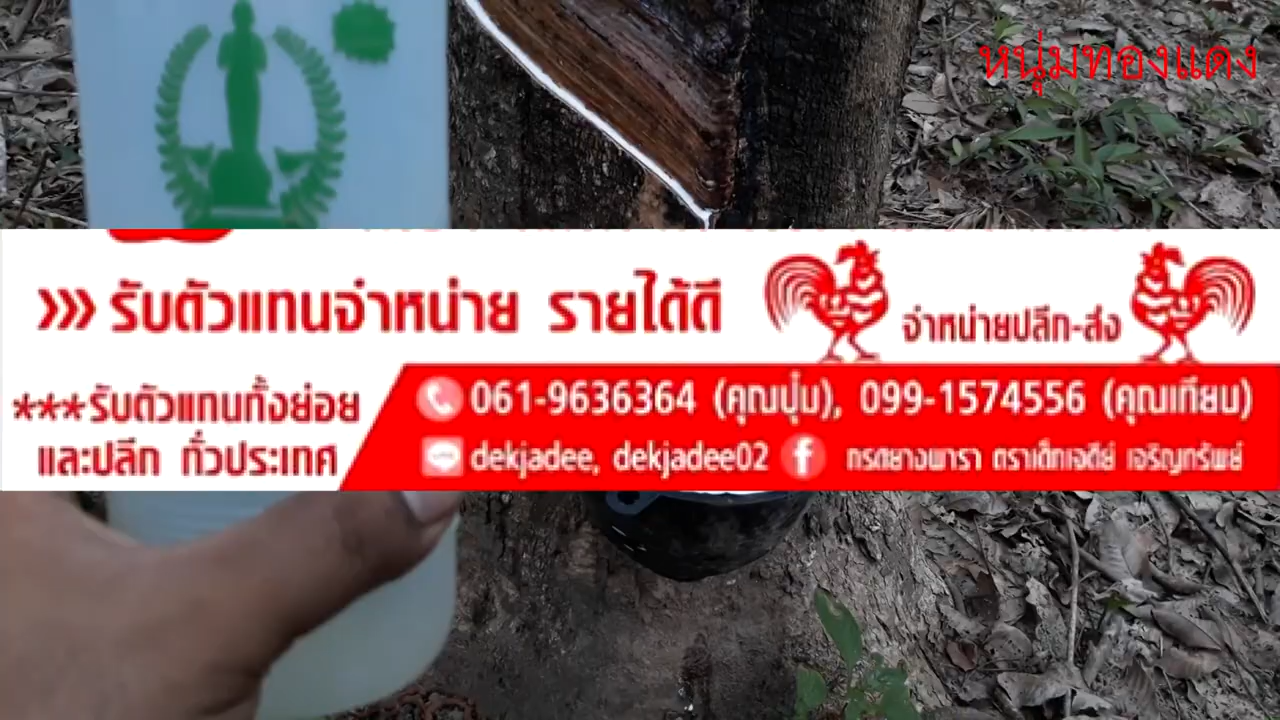 หนุ่มทองแดง
รับตัวแทนจำหน่าย รายได้ดี
จำหน่ายปลีก-ส่ง
***รับตัวแทนทั้งย่อย
และปลีก ทั่วประเทศ
061-9636364 (คุณปุ๋ม), 099-1574556 (คุณเทียบ)
dekjadee, dekjadee02 กรดยางพารา ตราเด็กเจดีย์ เจริญทรัพย์